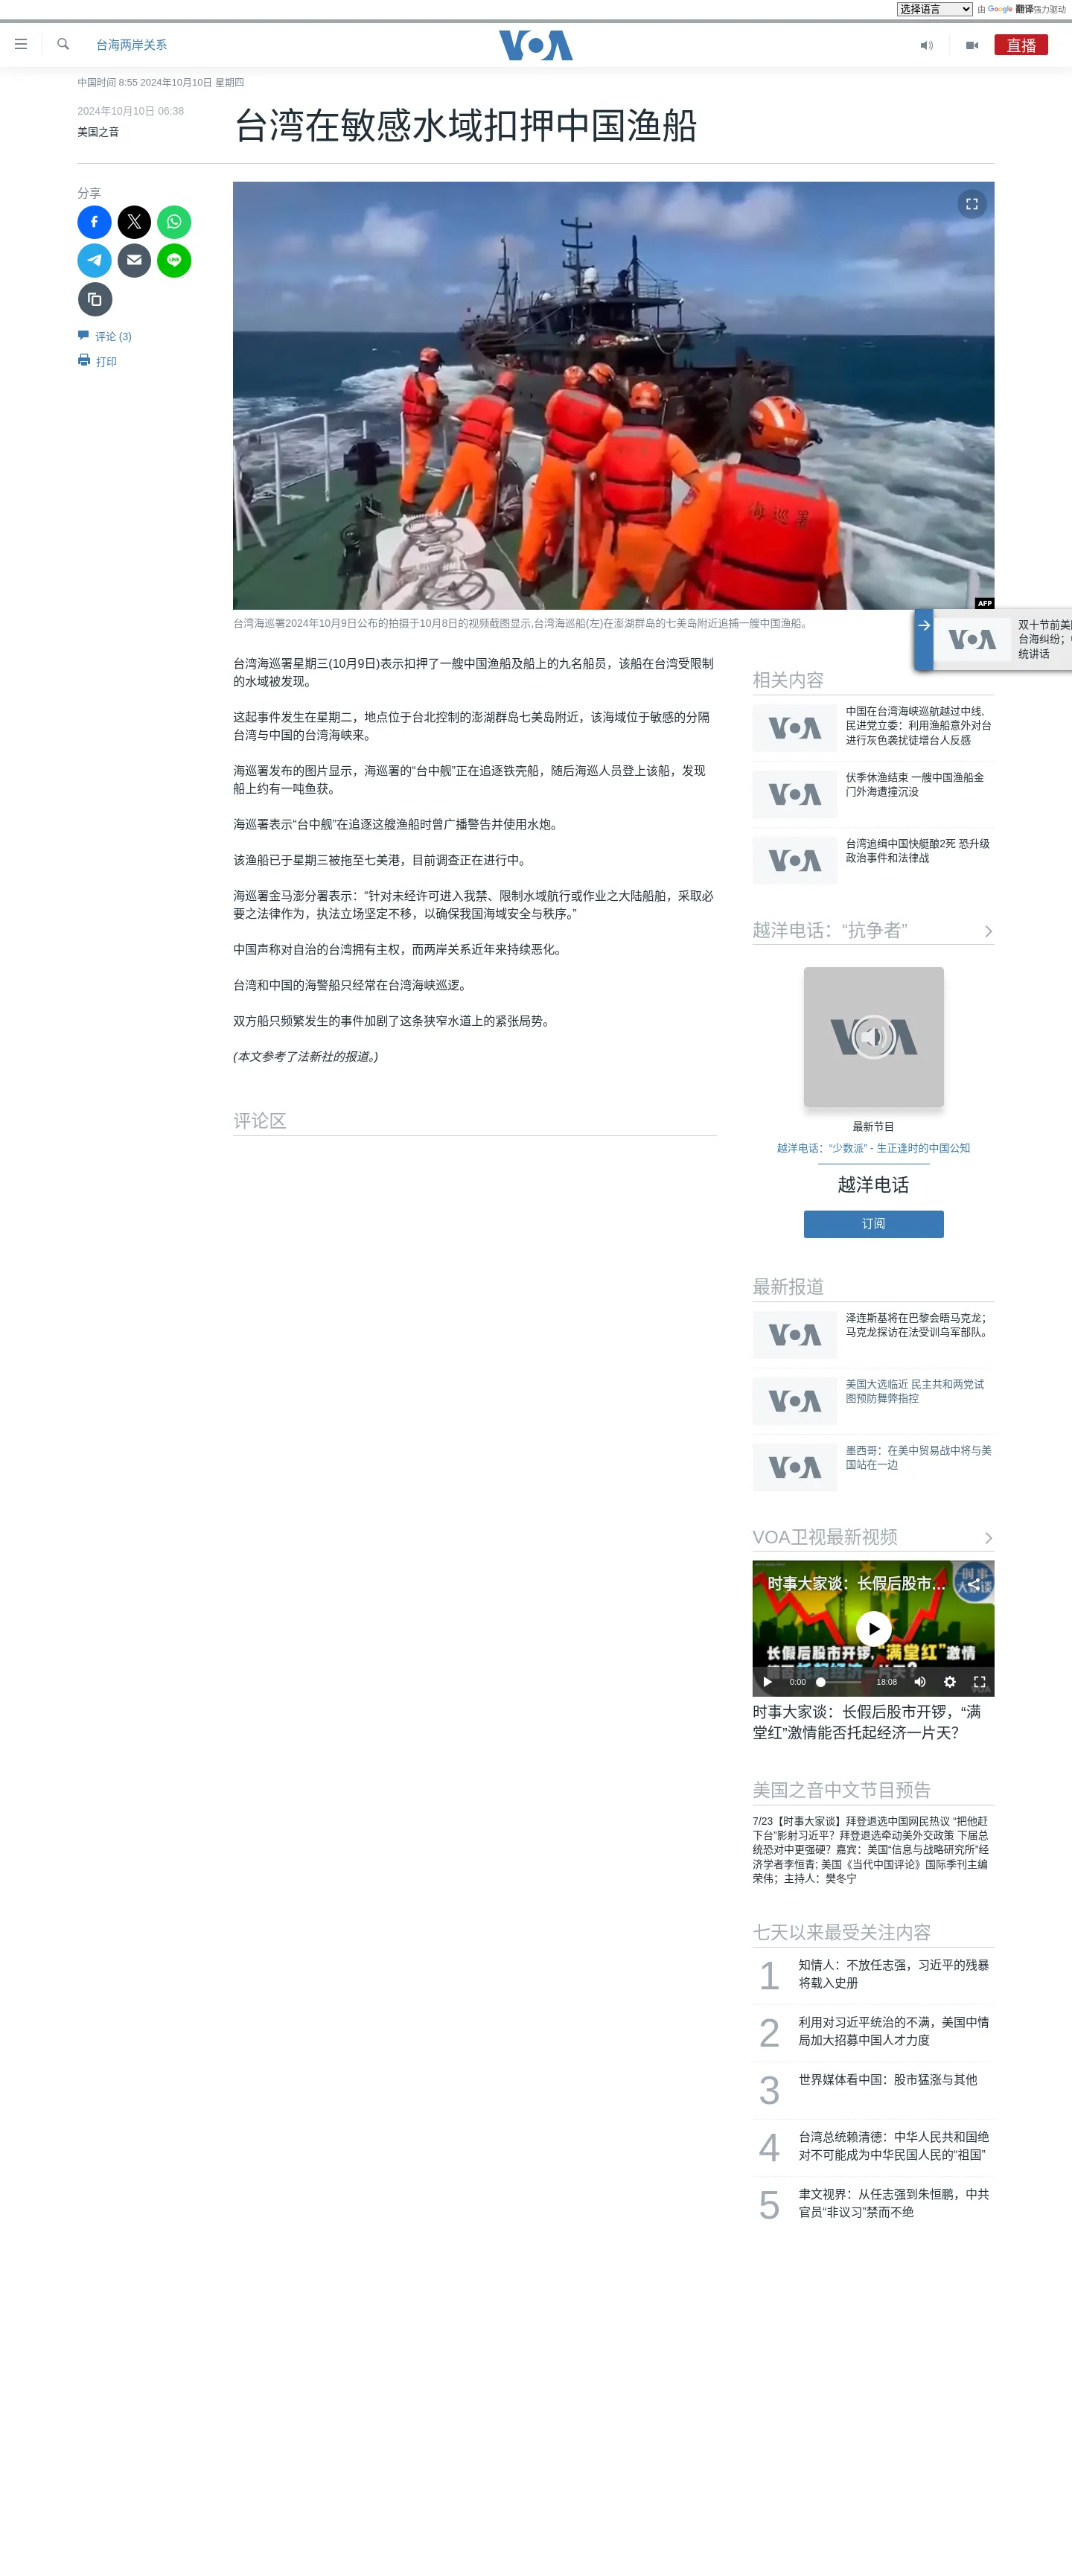 选择语言 由 Google 翻译强力驱动
台海两岸关系
VOA
直播
中国时间 8:55 2024年10月10日 星期四
2024年10月10日 06:38
美国之音
台湾在敏感水域扣押中国渔船
分享
评论 (3)
打印
海巡署
AFP
台湾海巡署2024年10月9日公布的拍摄于10月8日的视频截图显示,台湾海巡船(左)在澎湖群岛的七美岛附近追捕一艘中国渔船。
双十节前美
台海纠纷；
统讲话
台湾海巡署星期三(10月9日)表示扣押了一艘中国渔船及船上的九名船员，该船在台湾受限制
的水域被发现。
这起事件发生在星期二，地点位于台北控制的澎湖群岛七美岛附近，该海域位于敏感的分隔
台湾与中国的台湾海峡来。
海巡署发布的图片显示，海巡署的“台中舰”正在追逐铁壳船，随后海巡人员登上该船，发现
船上约有一吨鱼获。
海巡署表示“台中舰”在追逐这艘渔船时曾广播警告并使用水炮。
该渔船已于星期三被拖至七美港，目前调查正在进行中。
海巡署金马澎分署表示：“针对未经许可进入我禁、限制水域航行或作业之大陆船舶，采取必
要之法律作为，执法立场坚定不移，以确保我国海域安全与秩序。”
中国声称对自治的台湾拥有主权，而两岸关系近年来持续恶化。
台湾和中国的海警船只经常在台湾海峡巡逻。
双方船只频繁发生的事件加剧了这条狭窄水道上的紧张局势。
(本文参考了法新社的报道。)
评论区
相关内容
中国在台湾海峡巡航越过中线,
民进党立委：利用渔船意外对台
进行灰色袭扰徒增台人反感
伏季休渔结束 一艘中国渔船金
门外海遭撞沉没
台湾追缉中国快艇酿2死 恐升级
政治事件和法律战
越洋电话：“抗争者”
VOA
最新节目
越洋电话：“少数派” - 生正逢时的中国公知
越洋电话
订阅
最新报道
泽连斯基将在巴黎会晤马克龙；
马克龙探访在法受训乌军部队。
美国大选临近 民主共和两党试
图预防舞弊指控
墨西哥：在美中贸易战中将与美
国站在一边
VOA卫视最新视频
时事大家谈：长假后股市…
时事
大家谈
长假后股市开锣，“满堂红”激情
能否托起经济一片天？
0:00
18:08
时事大家谈：长假后股市开锣，“满
堂红”激情能否托起经济一片天？
美国之音中文节目预告
7/23【时事大家谈】拜登退选中国网民热议 “把他赶
下台”影射习近平？拜登退选牵动美外交政策 下届总
统恐对中更强硬？嘉宾：美国“信息与战略研究所”经
济学者李恒青; 美国《当代中国评论》国际季刊主编
荣伟；主持人：樊冬宁
七天以来最受关注内容
1 知情人：不放任志强，习近平的残暴
将载入史册
2 利用对习近平统治的不满，美国中情
局加大招募中国人才力度
3 世界媒体看中国：股市猛涨与其他
4 台湾总统赖清德：中华人民共和国绝
对不可能成为中华民国人民的“祖国”
5 聿文视界：从任志强到朱恒鹏，中共
官员“非议习”禁而不绝